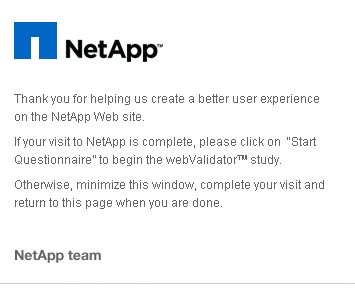 NetApp™
Thank you for helping us create a better user experience
on the NetApp Web site.
If your visit to NetApp is complete, please click on "Start
Questionnaire" to begin the webValidator™ study.
Otherwise, minimize this window, complete your visit and
return to this page when you are done.
NetApp team